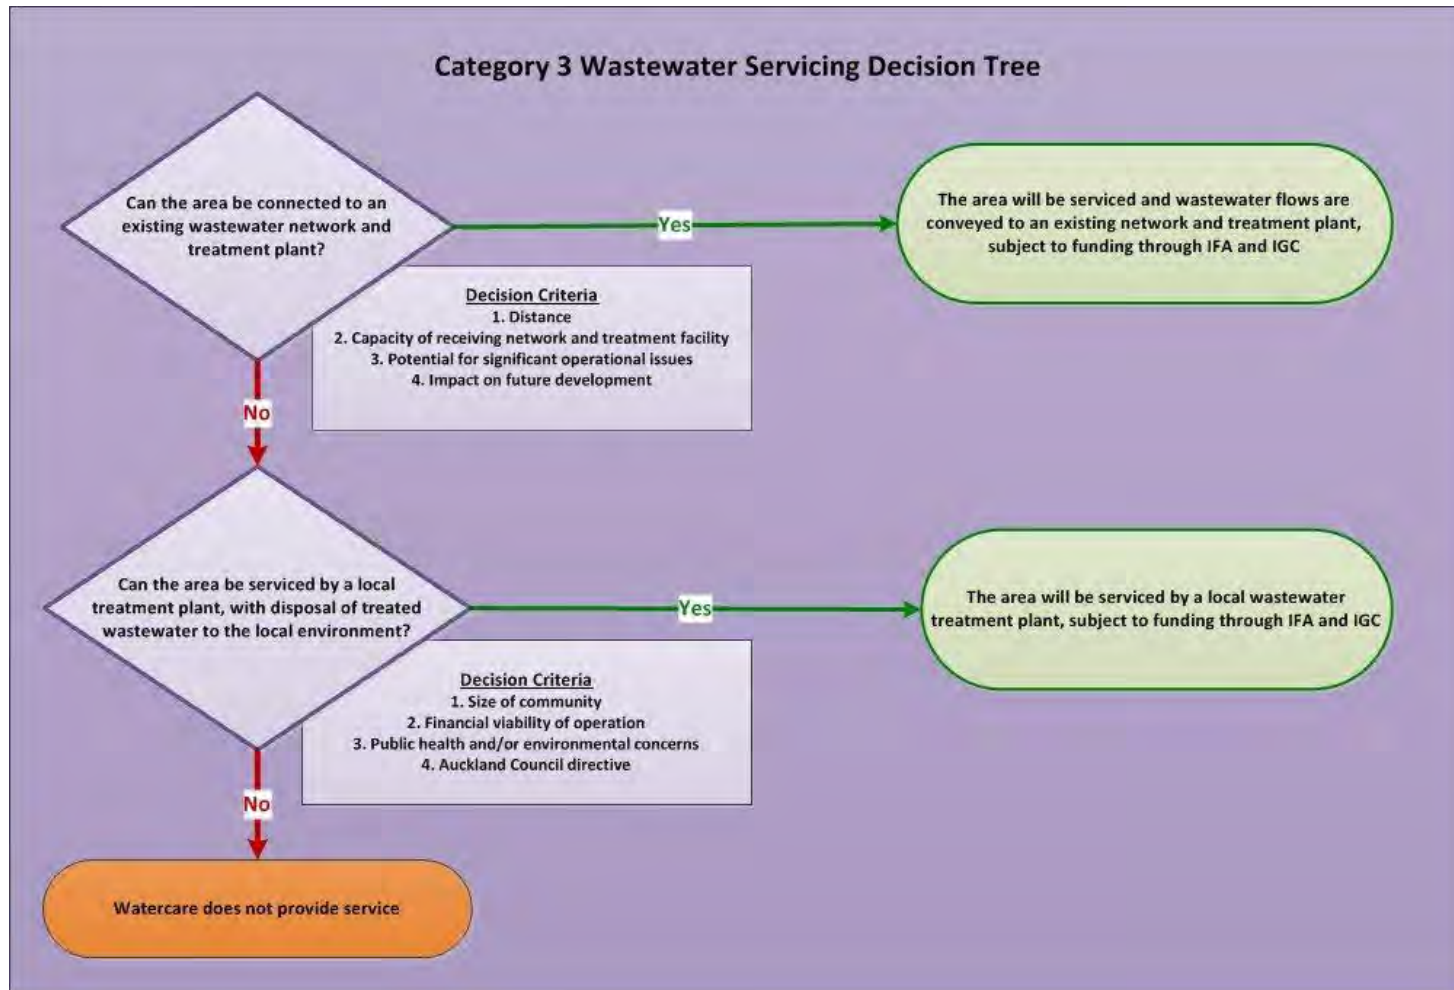 Category 3 Wastewater Servicing Decision Tree
Can the area be connected to an
existing wastewater network and
treatment plant?
Yes
The area will be serviced and wastewater flows are
conveyed to an existing network and treatment plant,
subject to funding through IFA and IGC
Decision Criteria
1. Distance
2. Capacity of receiving network and treatment facility
3. Potential for significant operational issues
4. Impact on future development
No
Can the area be serviced by a local
treatment plant, with disposal of treated
wastewater to the local environment?
Yes
The area will be serviced by a local wastewater
treatment plant, subject to funding through IFA and IGC
Decision Criteria
1. Size of community
2. Financial viability of operation
3. Public health and/or environmental concerns
4. Auckland Council directive
No
Watercare does not provide service